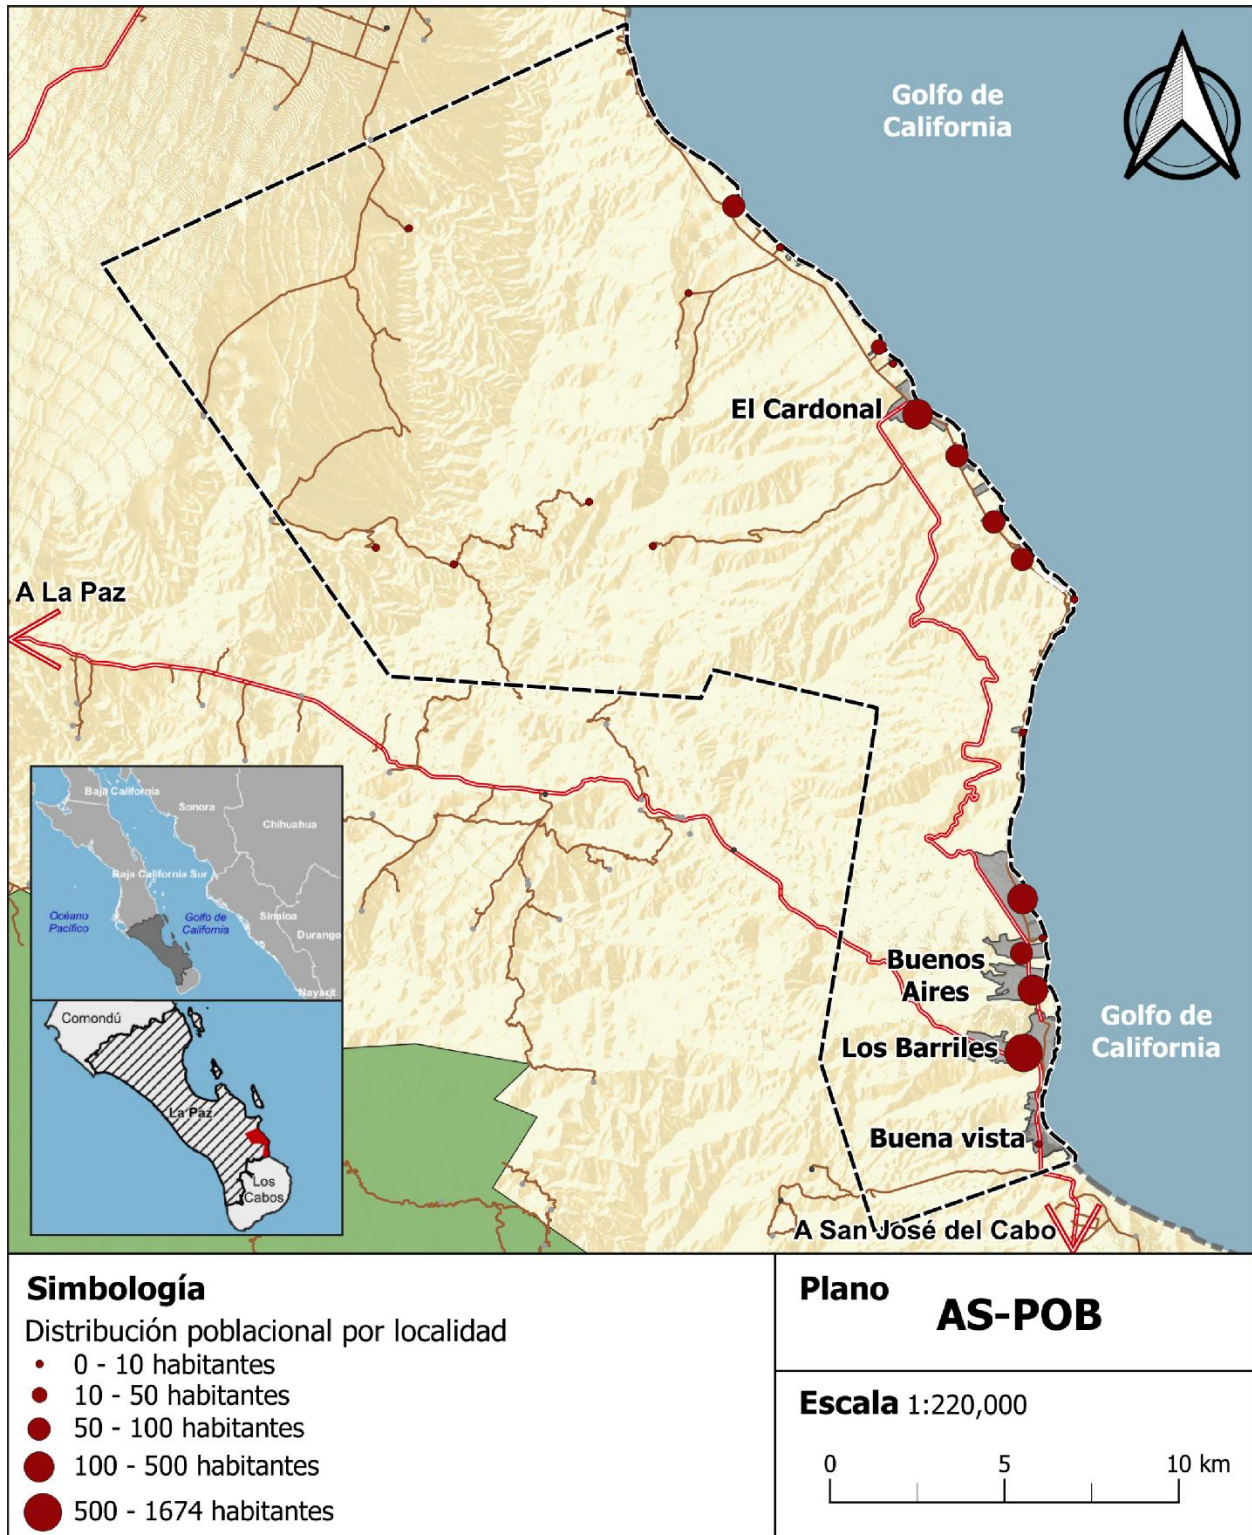 Golfo de
California
El Cardonal
A La Paz
Baja California
Sonora
Chihuahua
Baja California Sur
Océano
Pacífico
Golfo de
California
Sinaloa
Durango
Nayarit
Buenos
Aires
Golfo de
California
Los Barriles
Comondú
La Paz
Los
Cabos
Buena vista
A San José del Cabo
Simbología
Distribución poblacional por localidad
0 - 10 habitantes
10 - 50 habitantes
50 - 100 habitantes
100 - 500 habitantes
500 - 1674 habitantes
Plano
AS-POB
Escala 1:220,000
0 5 10 km